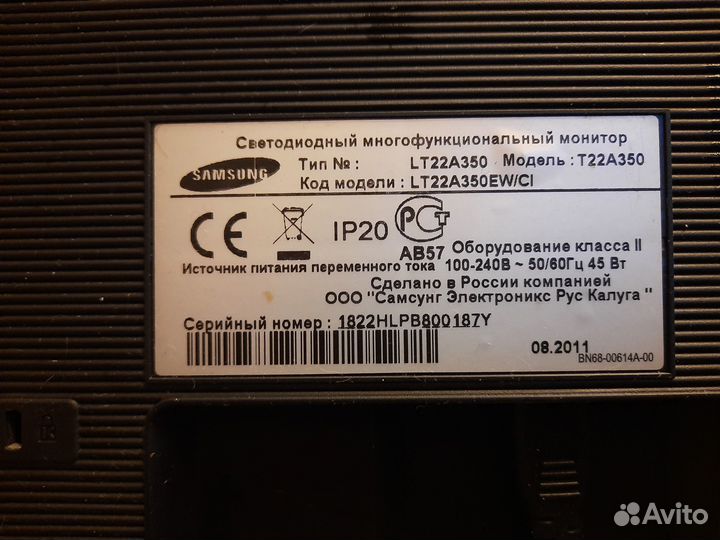 Светодиодный многофункциональный монитор
SAMSUNG
Тип № : LT22A350 Модель : T22A350
Код модели : LT22A350EW/CI
CE IP20 РСТ
АВ57 Оборудование класса II
Источник питания переменного тока 100-240В ~ 50/60Гц 45 Вт
Сделано в России компанией
ООО "Самсунг Электроникс Рус Калуга "
Серийный номер : 1822HLPB800187Y
08.2011
BN68-00614A-00
Avito